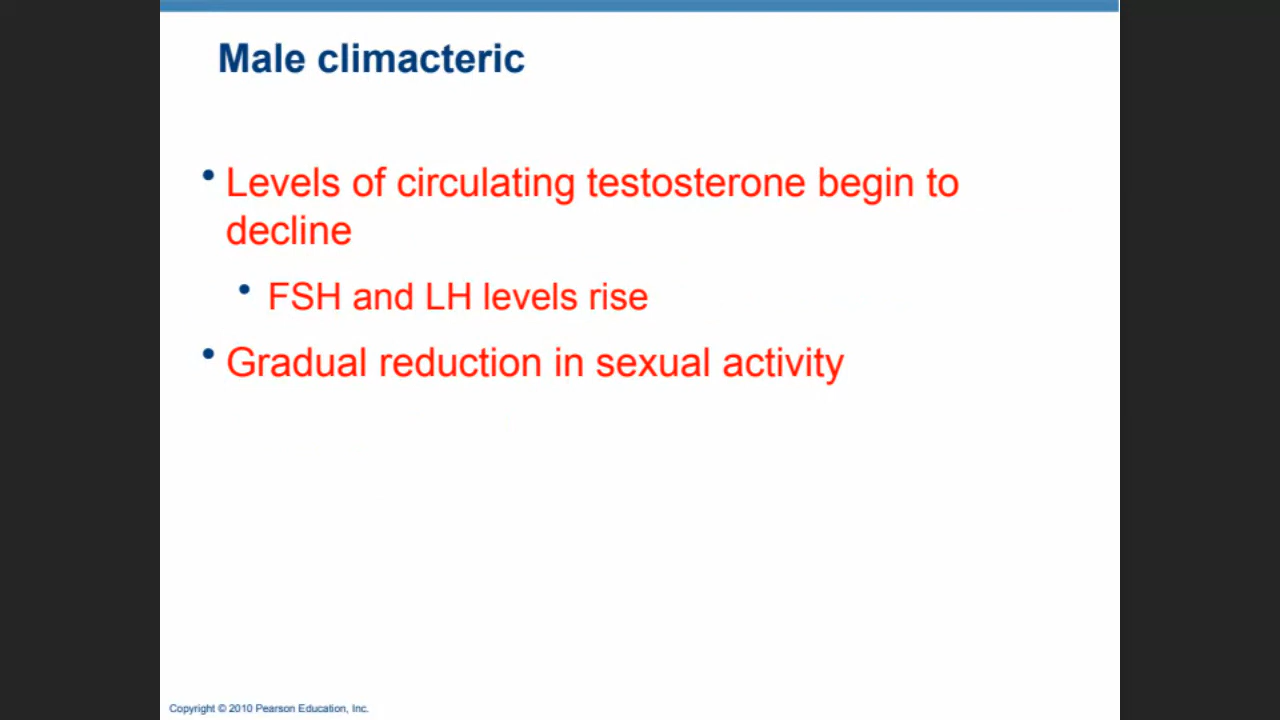 Male climacteric
• Levels of circulating testosterone begin to
decline
• FSH and LH levels rise
• Gradual reduction in sexual activity
Copyright © 2010 Pearson Education, Inc.